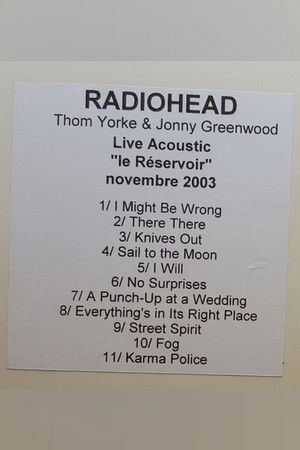 RADIOHEAD
Thom Yorke & Jonny Greenwood
Live Acoustic
"le Réservoir"
novembre 2003
1/ I Might Be Wrong
2/ There There
3/ Knives Out
4/ Sail to the Moon
5/ I Will
6/ No Surprises
7/ A Punch-Up at a Wedding
8/ Everything's in Its Right Place
9/ Street Spirit
10/ Fog
11/ Karma Police